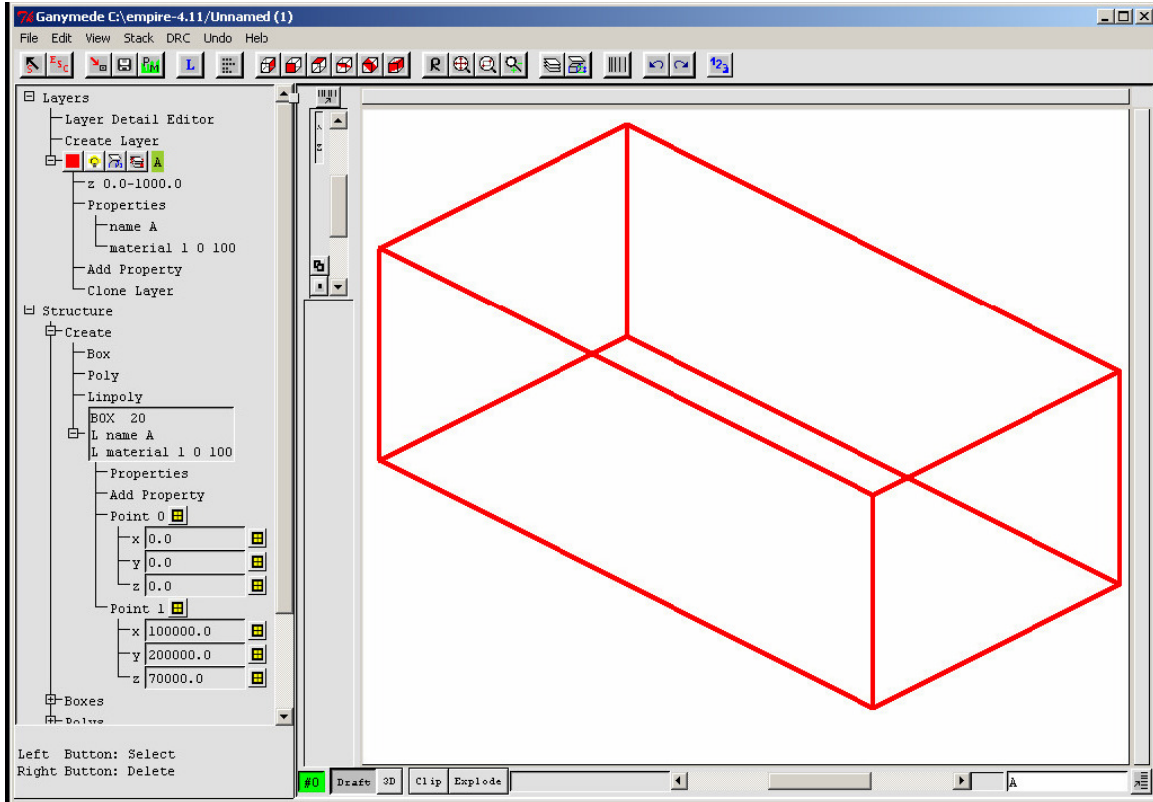 Ganymede C:\empire-4.11/Unnamed (1)
File Edit View Stack DRC Undo Help
S ESC PM L R 123
Layers
Layer Detail Editor
Create Layer
A
z 0.0-1000.0
Properties
name A
material 1 0 100
Add Property
Clone Layer
Structure
Create
Box
Poly
Linpoly
BOX 20
L name A
L material 1 0 100
Properties
Add Property
Point 0
x 0.0
y 0.0
z 0.0
Point 1
x 100000.0
y 200000.0
z 70000.0
Boxes
Polys
Left Button: Select
Right Button: Delete
#0 Draft 3D Clip Explode A